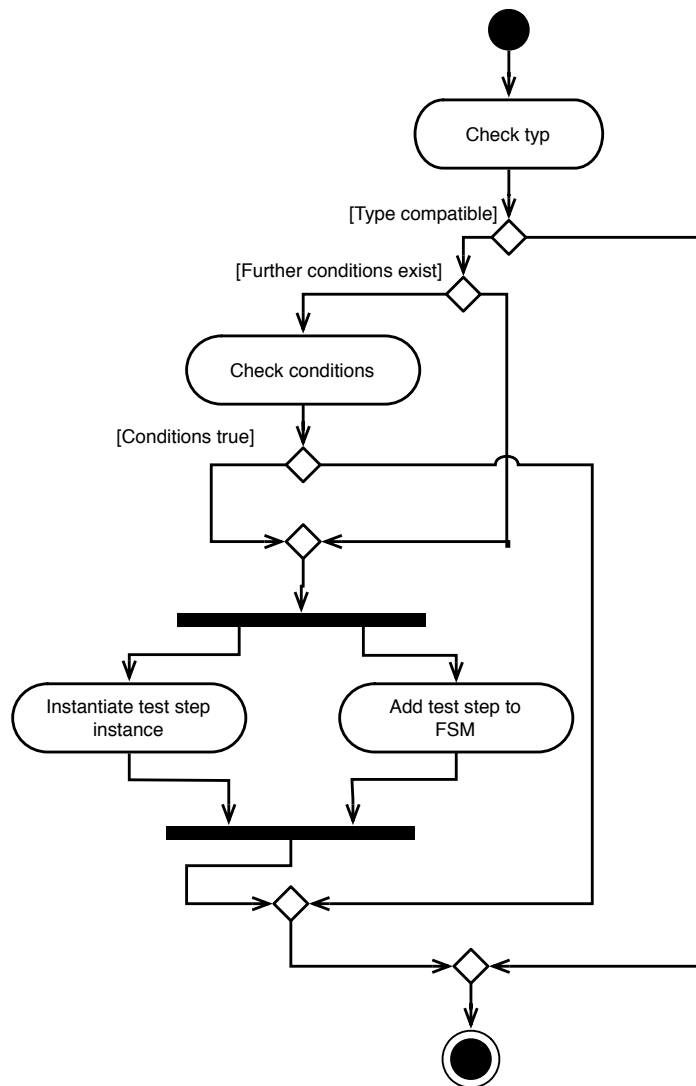 Check typ
[Type compatible]
[Further conditions exist]
Check conditions
[Conditions true]
Instantiate test step
instance
Add test step to
FSM